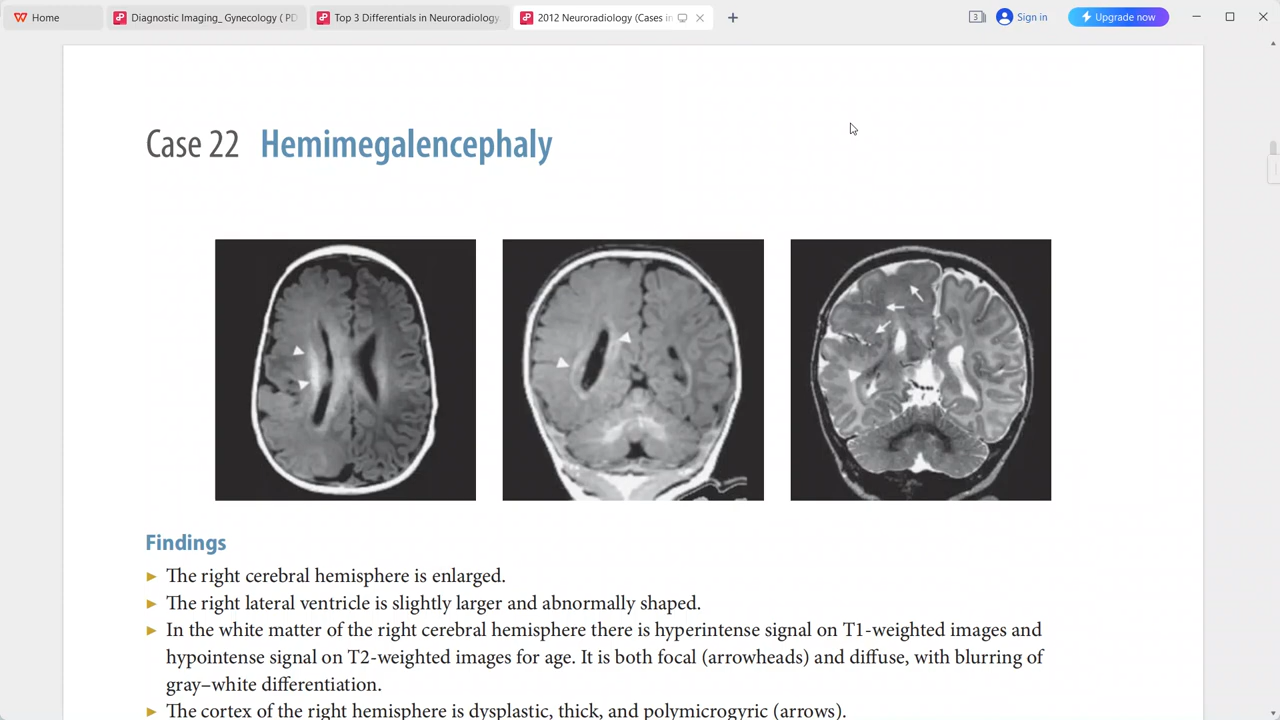 Home
Diagnostic Imaging_ Gynecology ( PD
Top 3 Differentials in Neuroradiology
2012 Neuroradiology (Cases in
3
Sign in
Upgrade now
Case 22 Hemimegalencephaly
Findings
► The right cerebral hemisphere is enlarged.
► The right lateral ventricle is slightly larger and abnormally shaped.
► In the white matter of the right cerebral hemisphere there is hyperintense signal on T1-weighted images and
hypointense signal on T2-weighted images for age. It is both focal (arrowheads) and diffuse, with blurring of
gray–white differentiation.
► The cortex of the right hemisphere is dysplastic, thick, and polymicrogyric (arrows).